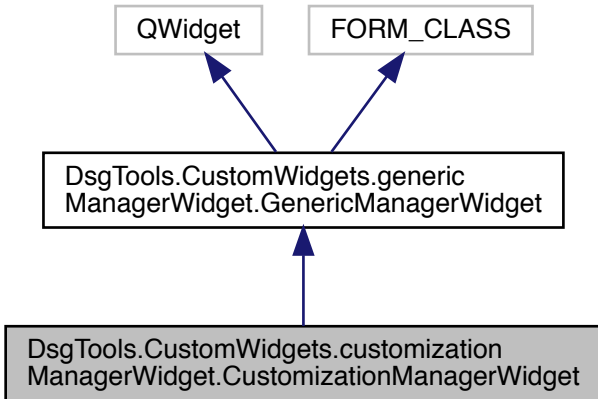 QWidget
FORM_CLASS
DsgTools.CustomWidgets.generic
ManagerWidget.GenericManagerWidget
DsgTools.CustomWidgets.customization
ManagerWidget.CustomizationManagerWidget